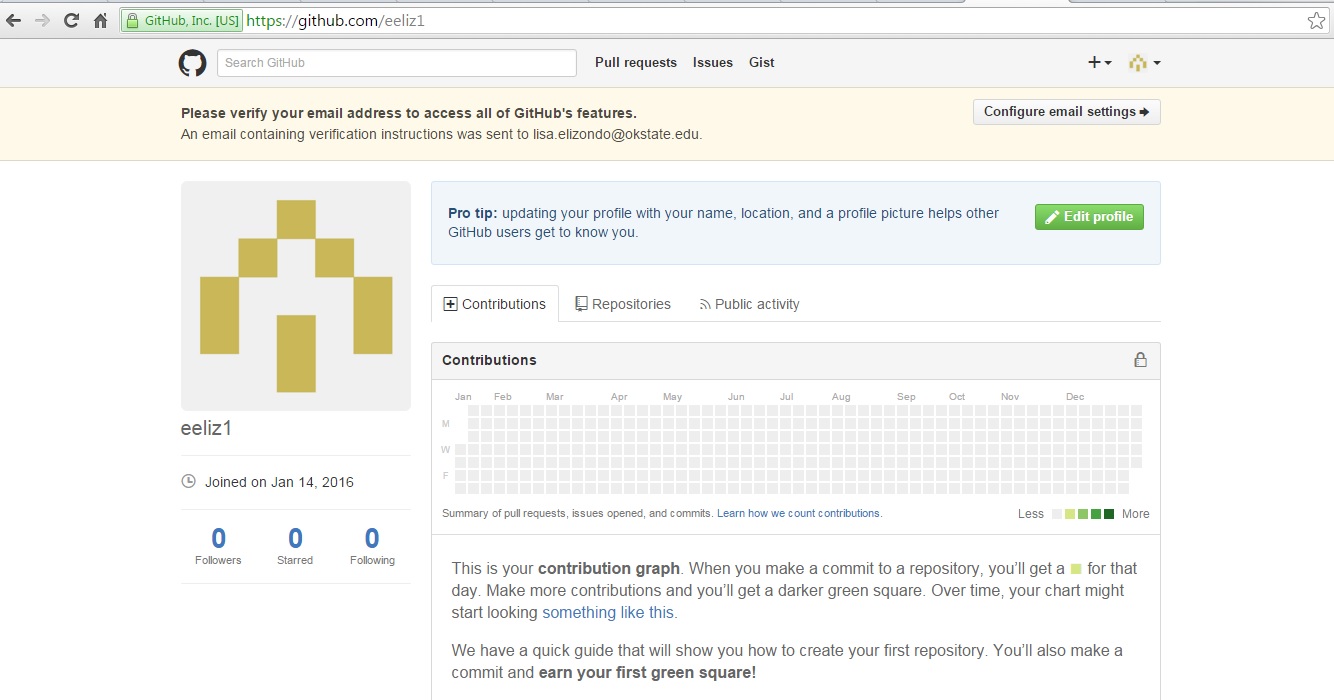 GitHub, Inc. [US] https://github.com/eeliz1
Search GitHub
Pull requests Issues Gist
Please verify your email address to access all of GitHub's features.
An email containing verification instructions was sent to lisa.elizondo@okstate.edu.
Configure email settings
Pro tip: updating your profile with your name, location, and a profile picture helps other
GitHub users get to know you.
Edit profile
eeliz1
Joined on Jan 14, 2016
0 0 0
Followers Starred Following
Contributions Repositories Public activity
Contributions
Jan Feb Mar Apr May Jun Jul Aug Sep Oct Nov Dec
M
W
F
Summary of pull requests, issues opened, and commits. Learn how we count contributions.
Less More
This is your contribution graph. When you make a commit to a repository, you'll get a for that
day. Make more contributions and you'll get a darker green square. Over time, your chart might
start looking something like this.
We have a quick guide that will show you how to create your first repository. You'll also make a
commit and earn your first green square!